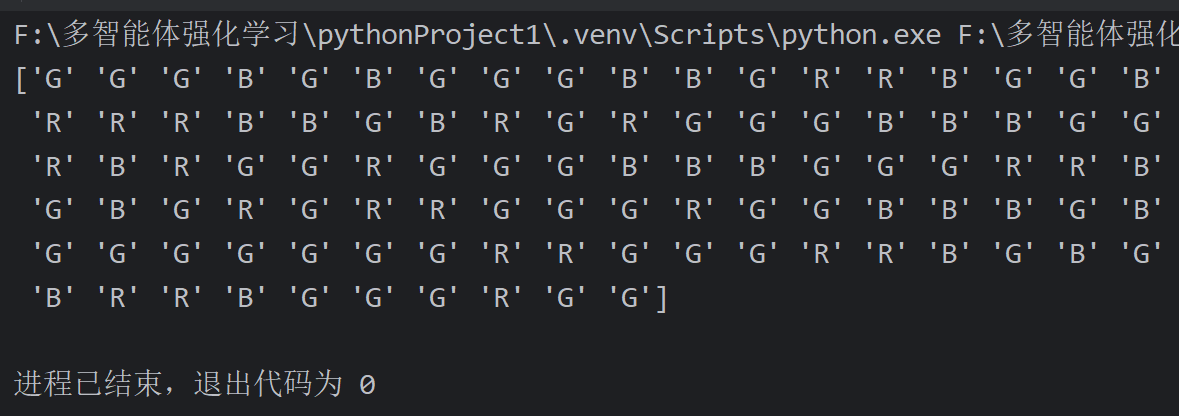 F:\多智能体强化学习\pythonProject1\.venv\Scripts\python.exe F:\多智能体强化
['G' 'G' 'G' 'B' 'G' 'B' 'G' 'G' 'G' 'B' 'B' 'G' 'R' 'R' 'B' 'G' 'G' 'B'
'R' 'R' 'R' 'B' 'B' 'G' 'B' 'R' 'G' 'R' 'G' 'G' 'G' 'B' 'B' 'B' 'G' 'G'
'R' 'B' 'R' 'G' 'G' 'R' 'G' 'G' 'G' 'B' 'B' 'B' 'G' 'G' 'G' 'R' 'R' 'B'
'G' 'B' 'G' 'R' 'G' 'R' 'R' 'G' 'G' 'G' 'R' 'G' 'G' 'B' 'B' 'B' 'G' 'B'
'G' 'G' 'G' 'G' 'G' 'G' 'G' 'R' 'R' 'G' 'G' 'G' 'R' 'R' 'B' 'G' 'B' 'G'
'B' 'R' 'R' 'B' 'G' 'G' 'G' 'R' 'G' 'G']
进程已结束，退出代码为 0